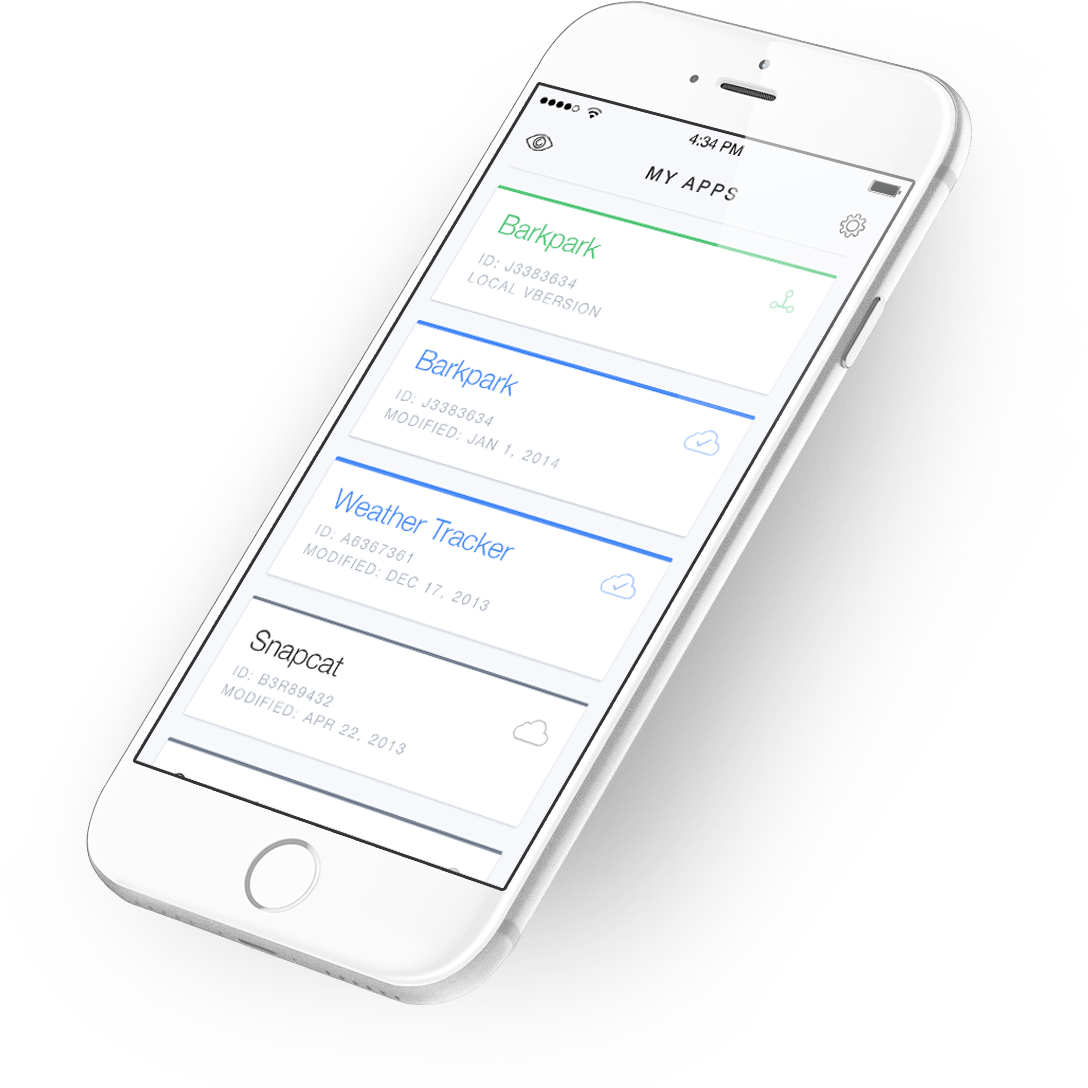 4:34 PM
MY APPS
Barkpark
ID: J3383634
LOCAL VBERSION
Barkpark
ID: J3383634
MODIFIED: JAN 1, 2014
Weather Tracker
ID: A6367361
MODIFIED: DEC 17, 2013
Snapcat
ID: B3R89432
MODIFIED: APR 22, 2013